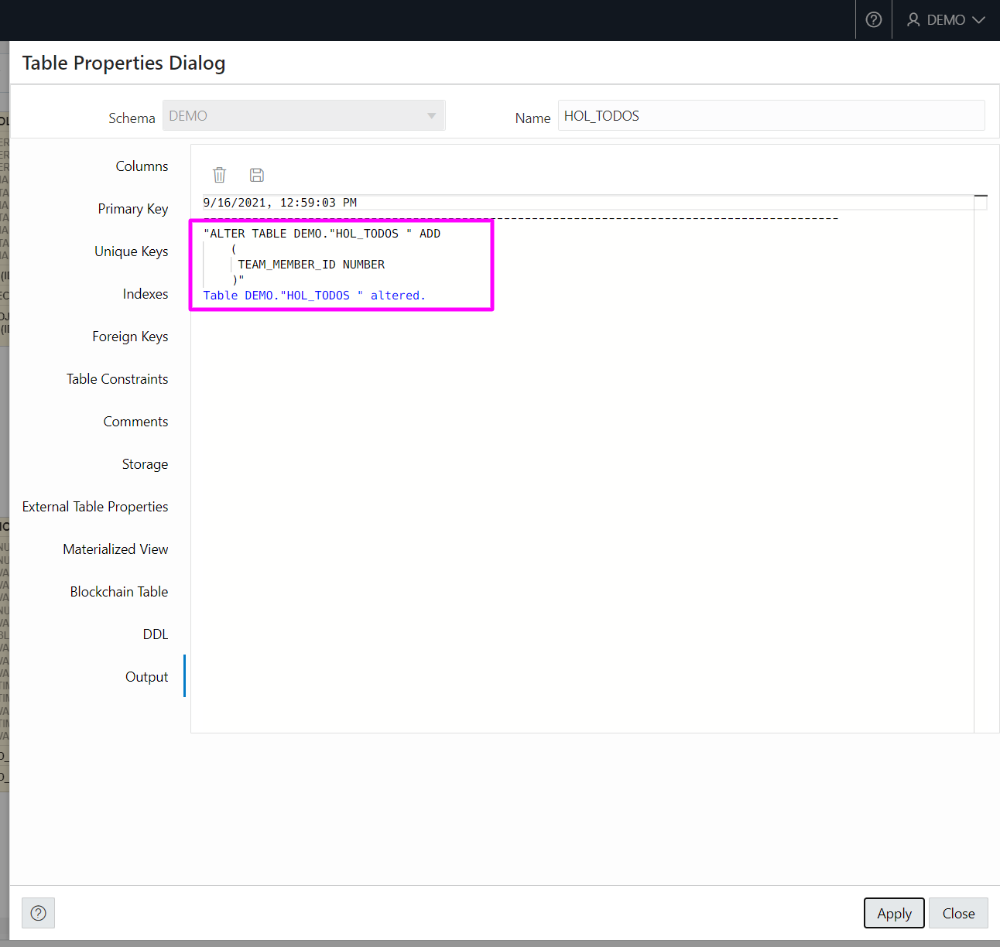 DEMO
Table Properties Dialog
Schema DEMO Name HOL_TODOS
Columns
Primary Key
Unique Keys
Indexes
Foreign Keys
Table Constraints
Comments
Storage
External Table Properties
Materialized View
Blockchain Table
DDL
Output
9/16/2021, 12:59:03 PM
-------------------------------------------------------------------------------------------
"ALTER TABLE DEMO."HOL_TODOS " ADD
(
TEAM_MEMBER_ID NUMBER
)"
Table DEMO."HOL_TODOS " altered.
Apply Close